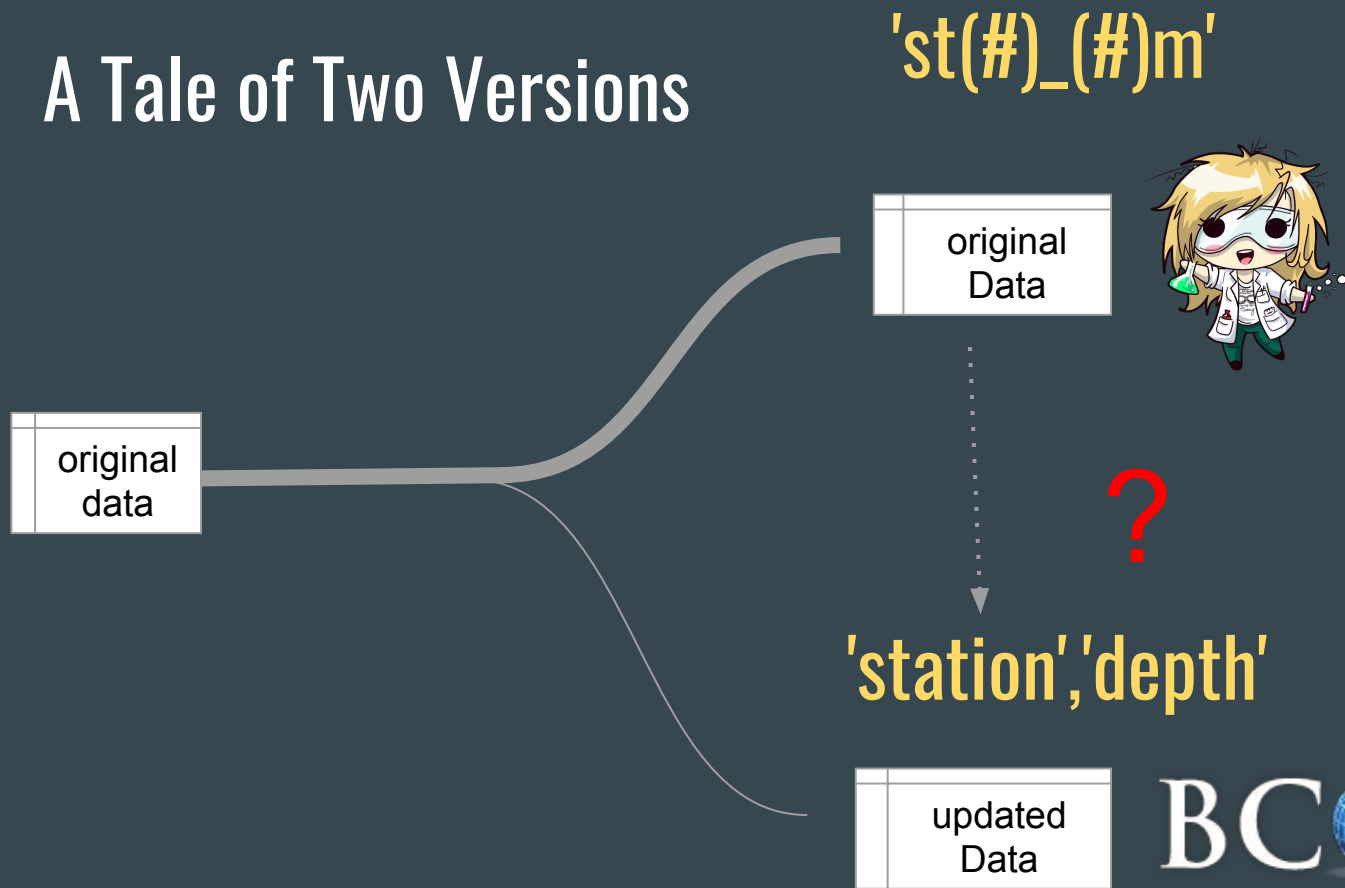 A Tale of Two Versions
'st(#)_(#)m'
original
Data
original
data
?
'station','depth'
updated
Data
BC